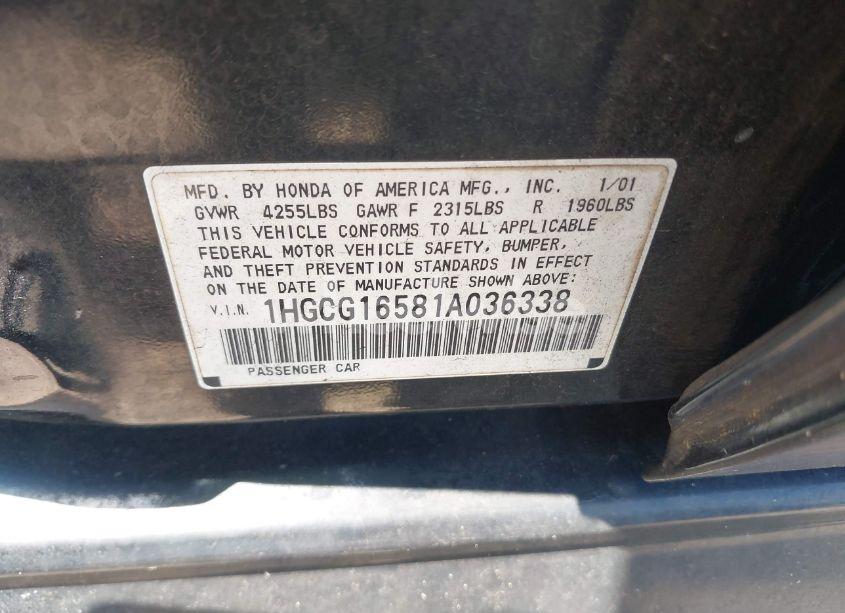 MFD. BY HONDA OF AMERICA MFG., INC. 1/01
GVWR 4255LBS GAWR F 2315LBS R 1960LBS
THIS VEHICLE CONFORMS TO ALL APPLICABLE
FEDERAL MOTOR VEHICLE SAFETY, BUMPER,
AND THEFT PREVENTION STANDARDS IN EFFECT
ON THE DATE OF MANUFACTURE SHOWN ABOVE:
V.I.N. 1HGCG16581A036338
PASSENGER CAR